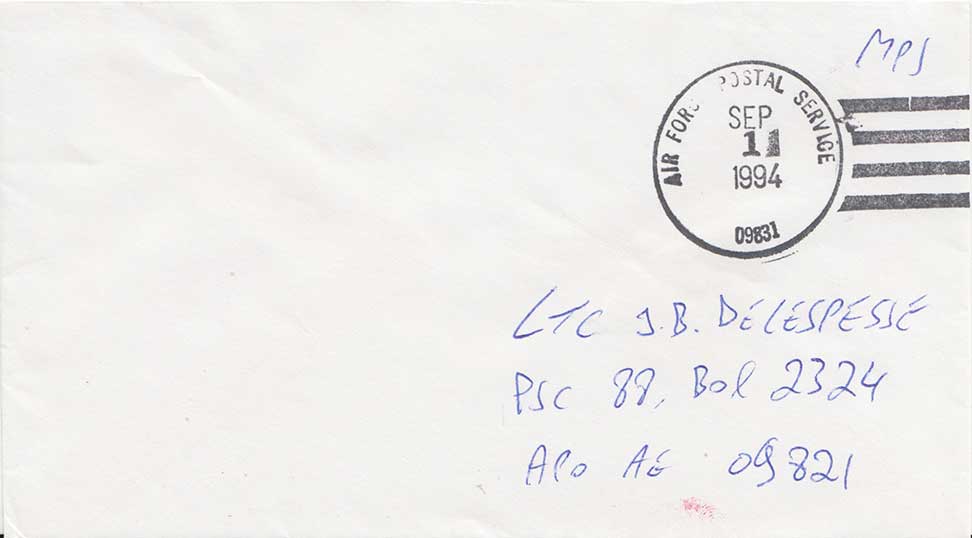 MPS
AIR FORC POSTAL SERVICE
SEP
11
1994
09831
LTC J.B. DELESPESSE
PSC 88, Box 2324
APO AE 09821